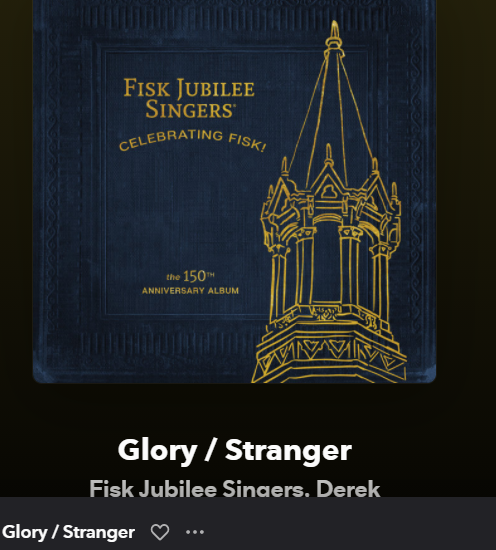 FISK JUBILEE
SINGERS®
CELEBRATING FISK!
the 150TH
ANNIVERSARY ALBUM
Glory / Stranger
Fisk Jubilee Singers, Derek
Glory / Stranger